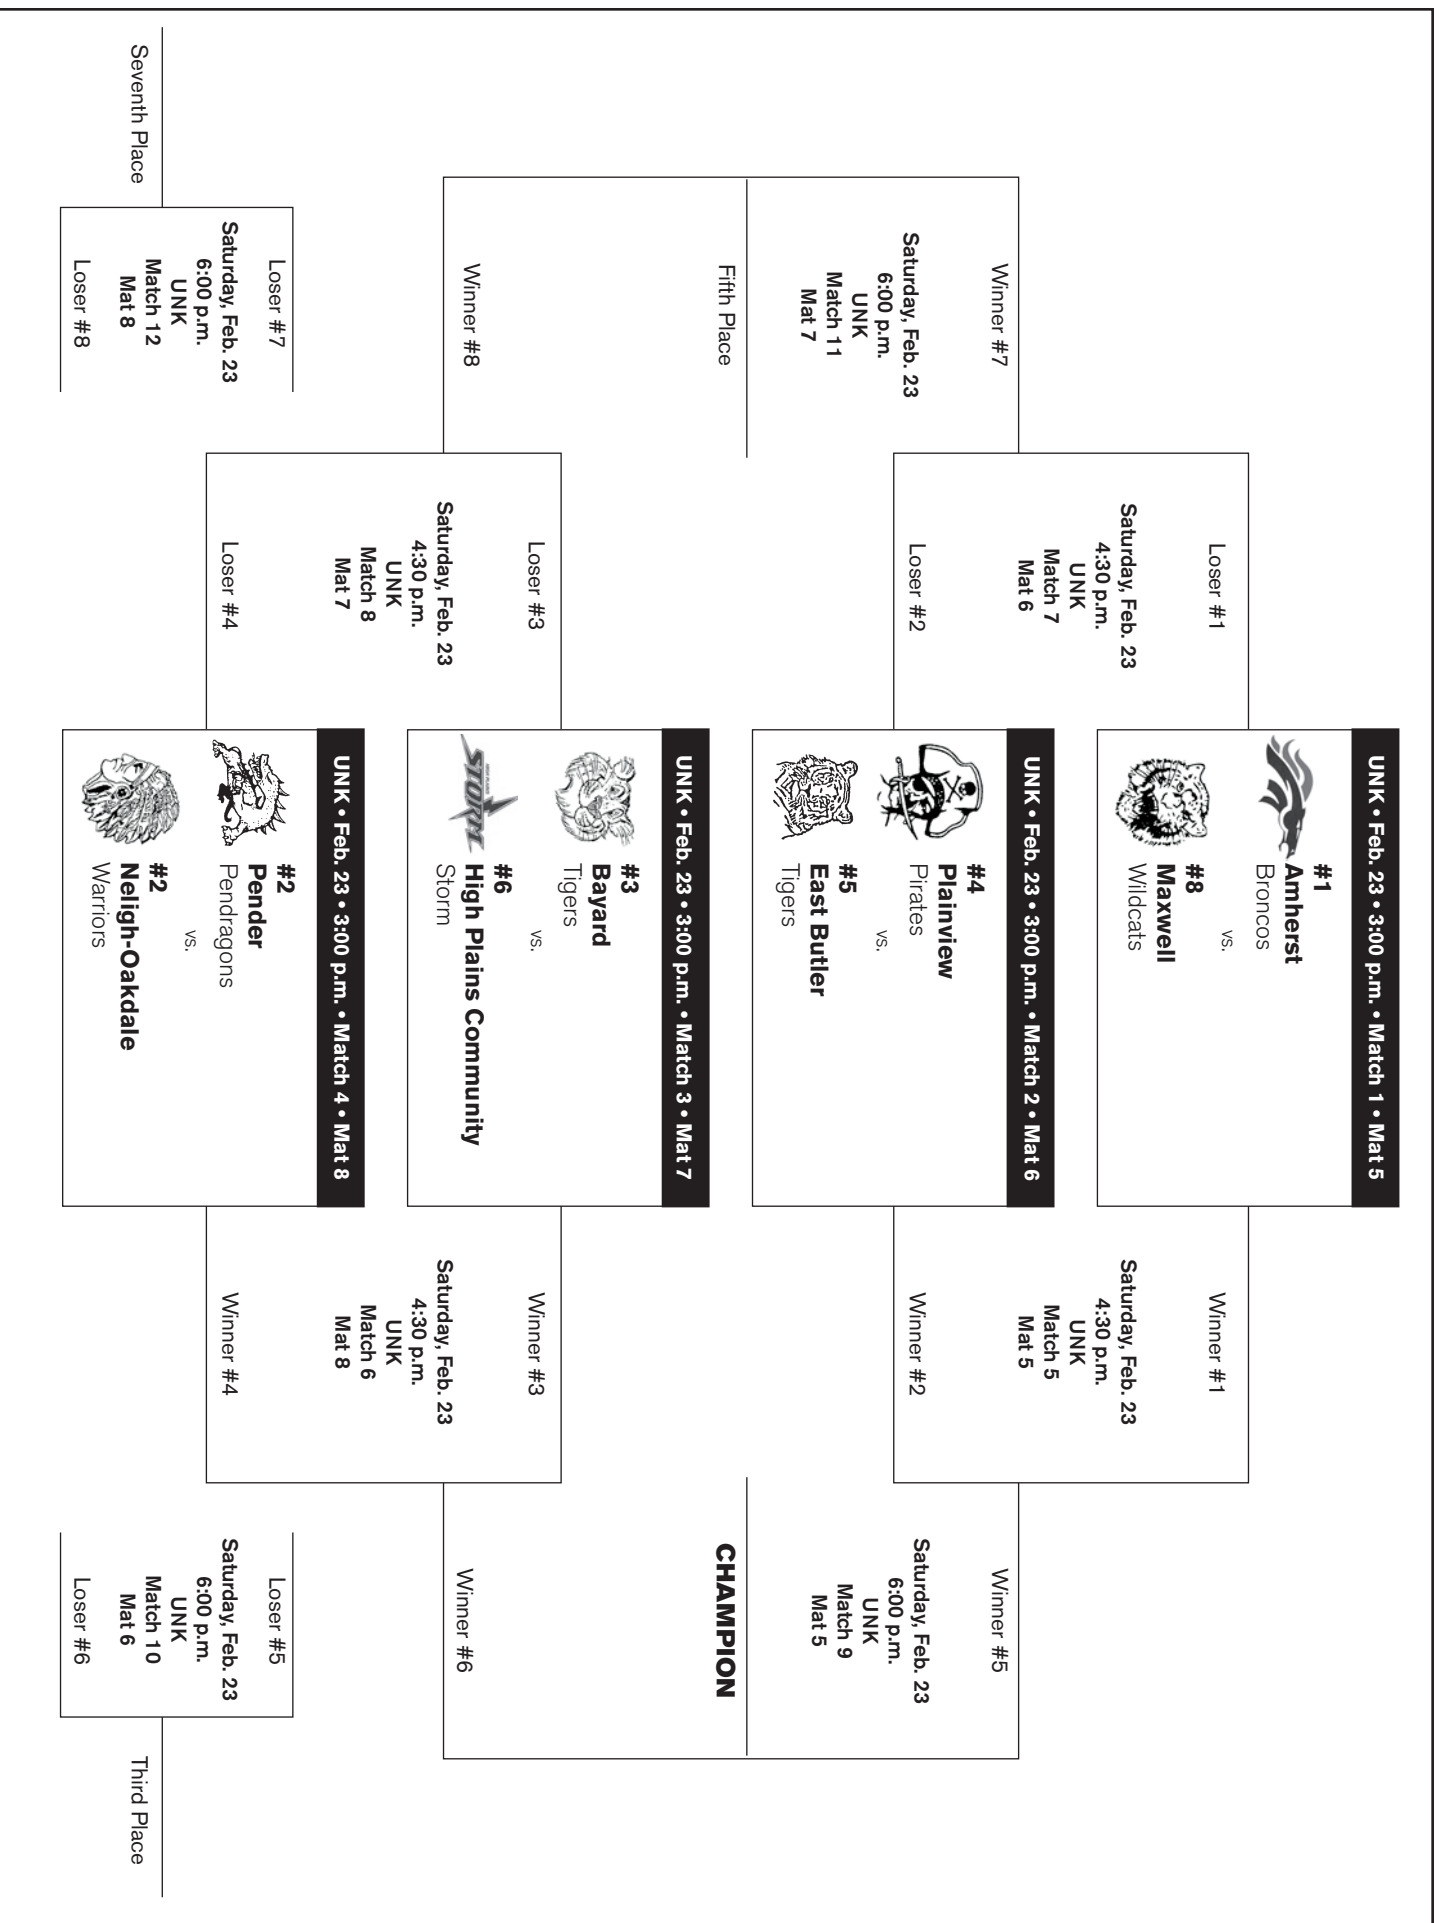 UNK • Feb. 23 • 3:00 p.m. • Match 1 • Mat 5
#1
Amherst
Broncos
vs.
#8
Maxwell
Wildcats
UNK • Feb. 23 • 3:00 p.m. • Match 2 • Mat 6
#4
Plainview
Pirates
vs.
#5
East Butler
Tigers
UNK • Feb. 23 • 3:00 p.m. • Match 3 • Mat 7
#3
Bayard
Tigers
vs.
#6
High Plains Community
Storm
STORM
UNK • Feb. 23 • 3:00 p.m. • Match 4 • Mat 8
#2
Pender
Pendragons
vs.
#2
Neligh-Oakdale
Warriors
Loser #1
Saturday, Feb. 23
4:30 p.m.
UNK
Match 7
Mat 6
Loser #2
Loser #3
Saturday, Feb. 23
4:30 p.m.
UNK
Match 8
Mat 7
Loser #4
Winner #7
Saturday, Feb. 23
6:00 p.m.
UNK
Match 11
Mat 7
Fifth Place
Winner #8
Loser #7
Saturday, Feb. 23
6:00 p.m.
UNK
Match 12
Mat 8
Loser #8
Seventh Place
Winner #1
Saturday, Feb. 23
4:30 p.m.
UNK
Match 5
Mat 5
Winner #2
Winner #3
Saturday, Feb. 23
4:30 p.m.
UNK
Match 6
Mat 8
Winner #4
Winner #5
Saturday, Feb. 23
6:00 p.m.
UNK
Match 9
Mat 5
CHAMPION
Winner #6
Loser #5
Saturday, Feb. 23
6:00 p.m.
UNK
Match 10
Mat 6
Loser #6
Third Place